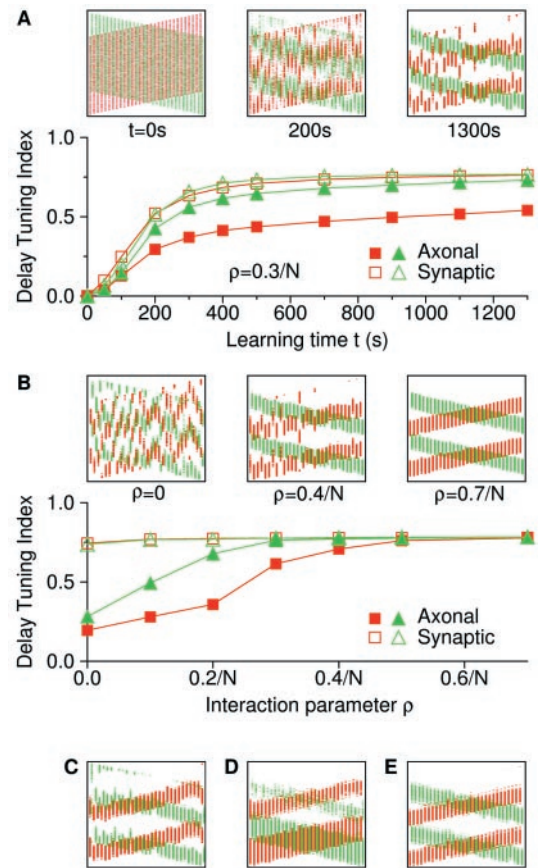 A
t=0s
200s
1300s
Delay Tuning Index
1.0
0.5
0.0
ρ=0.3/N
Axonal
Synaptic
0 200 400 600 800 1000 1200
Learning time t (s)
B
ρ=0
ρ=0.4/N
ρ=0.7/N
Delay Tuning Index
1.0
0.5
0.0
Axonal
Synaptic
0.0 0.2/N 0.4/N 0.6/N
Interaction parameter ρ
C D E